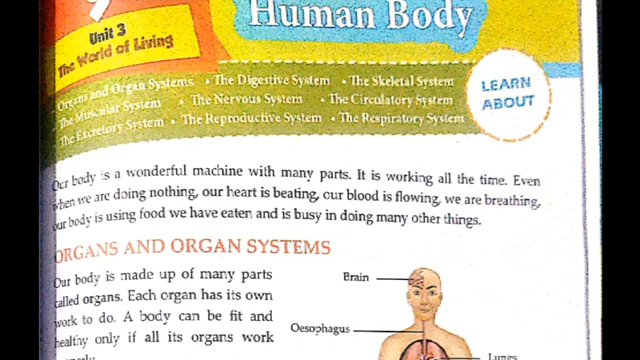 9
Human Body
Unit 3
The World of Living
Organs and Organ Systems • The Digestive System • The Skeletal System
The Muscular System • The Nervous System • The Circulatory System
The Excretory System • The Reproductive System • The Respiratory System
LEARN
ABOUT
Our body is a wonderful machine with many parts. It is working all the time. Even
when we are doing nothing, our heart is beating, our blood is flowing, we are breathing,
our body is using food we have eaten and is busy in doing many other things.
ORGANS AND ORGAN SYSTEMS
Our body is made up of many parts
called organs. Each organ has its own
work to do. A body can be fit and
healthy only if all its organs work
Brain
Oesophagus
Lungs